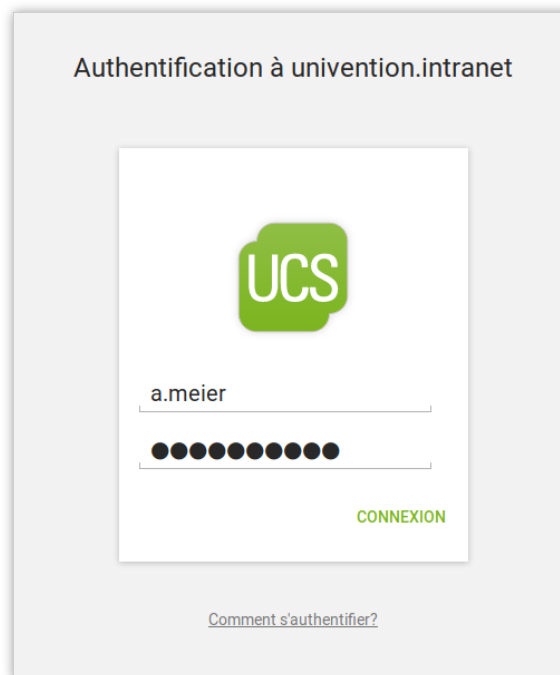 Authentification à univention.intranet
UCS
a.meier
●●●●●●●●●●
CONNEXION
Comment s'authentifier?